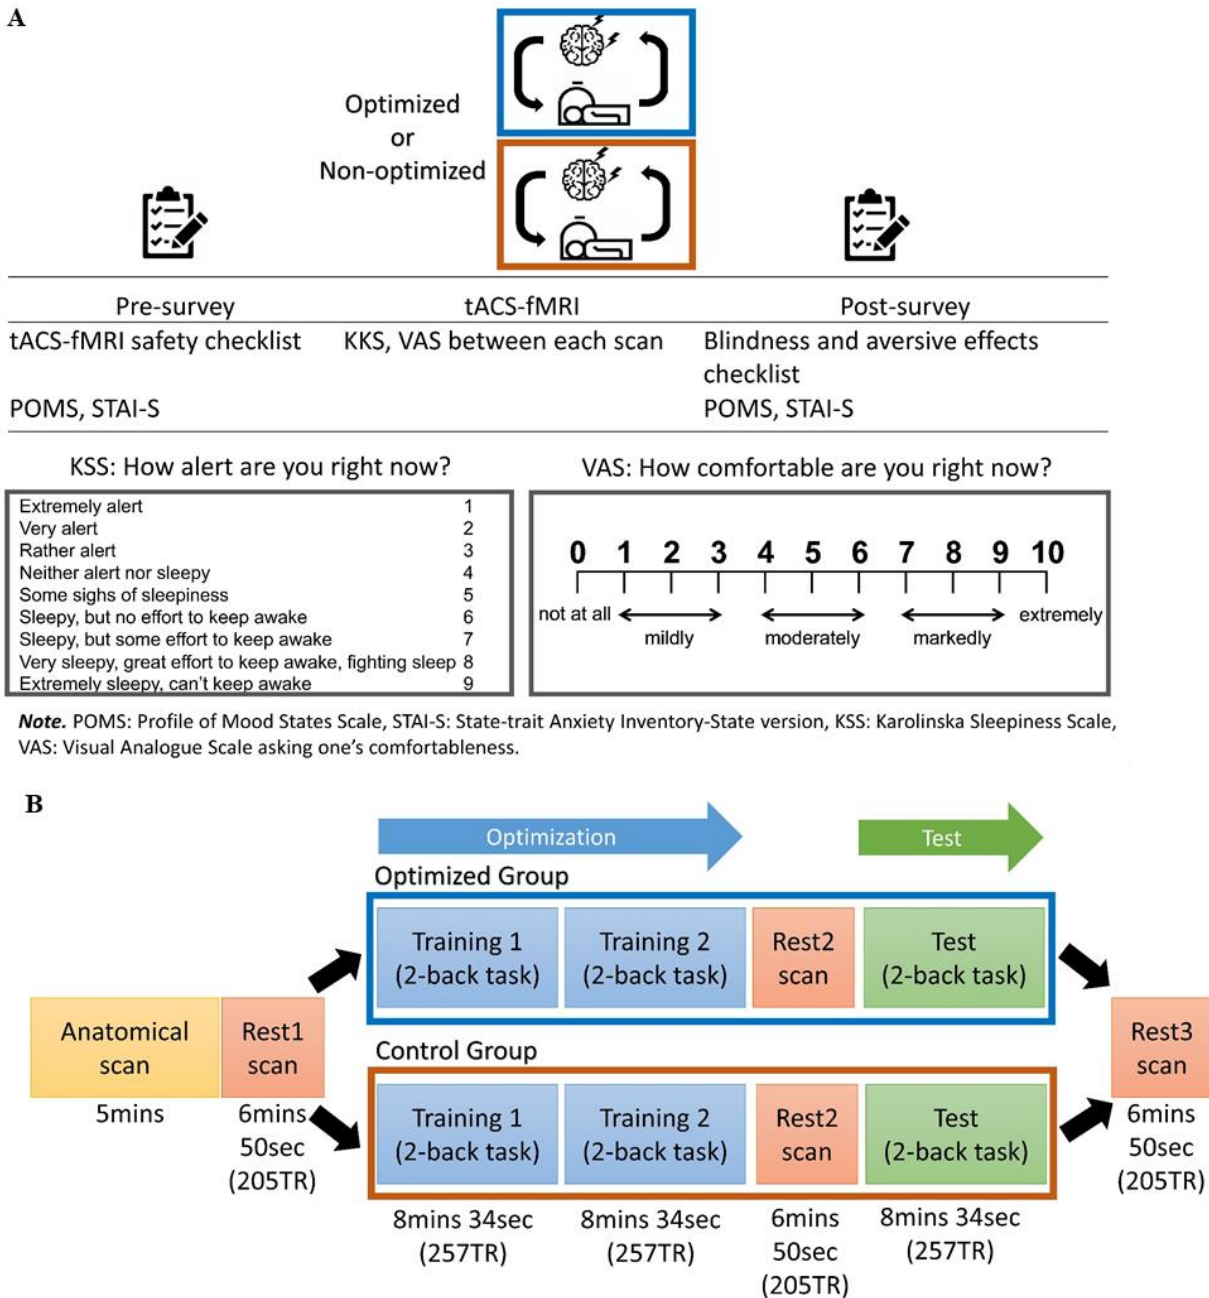 A
Optimized
or
Non-optimized
Pre-survey
tACS-fMRI
Post-survey
tACS-fMRI safety checklist
KKS, VAS between each scan
Blindness and aversive effects
checklist
POMS, STAI-S
POMS, STAI-S
KSS: How alert are you right now?
Extremely alert 1
Very alert 2
Rather alert 3
Neither alert nor sleepy 4
Some sighs of sleepiness 5
Sleepy, but no effort to keep awake 6
Sleepy, but some effort to keep awake 7
Very sleepy, great effort to keep awake, fighting sleep 8
Extremely sleepy, can't keep awake 9
VAS: How comfortable are you right now?
0 1 2 3 4 5 6 7 8 9 10
not at all
mildly
moderately
markedly
extremely
Note. POMS: Profile of Mood States Scale, STAI-S: State-trait Anxiety Inventory-State version, KSS: Karolinska Sleepiness Scale,
VAS: Visual Analogue Scale asking one's comfortableness.
B
Optimization
Test
Optimized Group
Training 1
(2-back task)
Training 2
(2-back task)
Rest2
scan
Test
(2-back task)
Anatomical
scan
5mins
Rest1
scan
6mins
50sec
(205TR)
Control Group
Training 1
(2-back task)
Training 2
(2-back task)
Rest2
scan
Test
(2-back task)
8mins 34sec
(257TR)
8mins 34sec
(257TR)
6mins
50sec
(205TR)
8mins 34sec
(257TR)
Rest3
scan
6mins
50sec
(205TR)